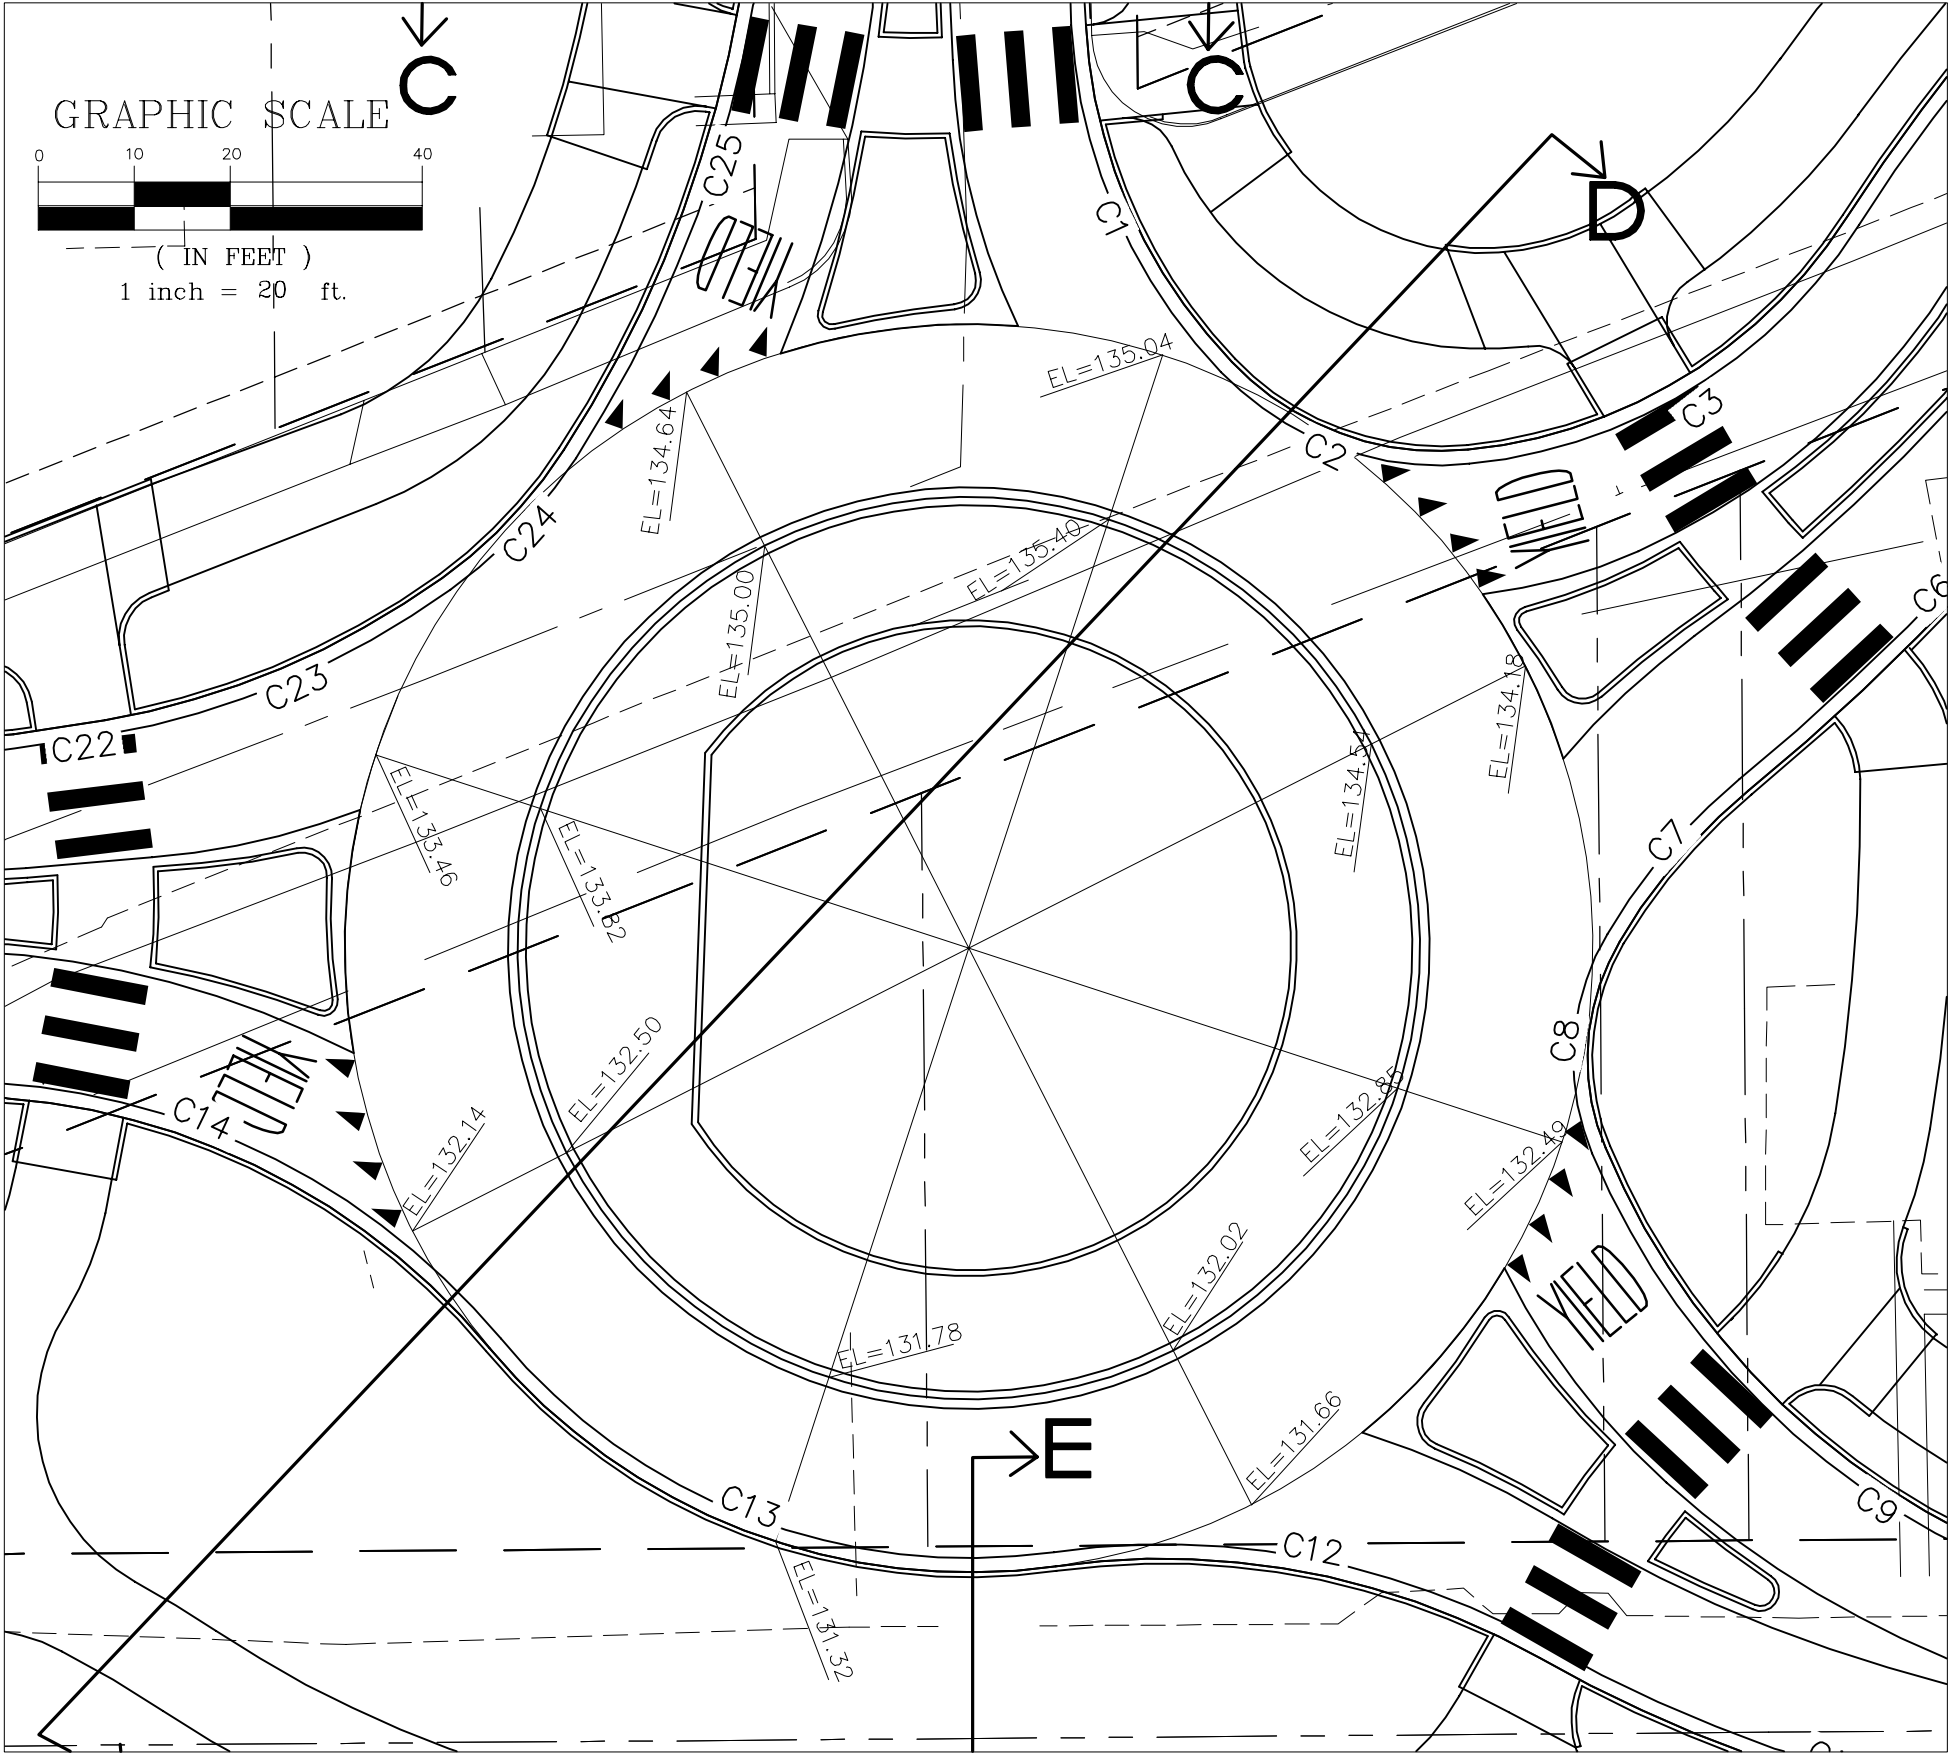 C
C
GRAPHIC SCALE
0 10 20 40
( IN FEET )
1 inch = 20 ft.
C25
YIELD
C1
D
EL=135.04
C3
C2
EL=134.64
YIELD
C24
EL=135.40
EL=135.00
C6
C23
EL=134.18
C22
EL=134.54
EL=133.46
EL=133.82
C7
C8
EL=132.50
YIELD
C14
EL=132.14
EL=132.85
EL=132.49
EL=132.02
YIELD
EL=131.78
E
EL=131.66
C13
C9
C12
EL=131.32